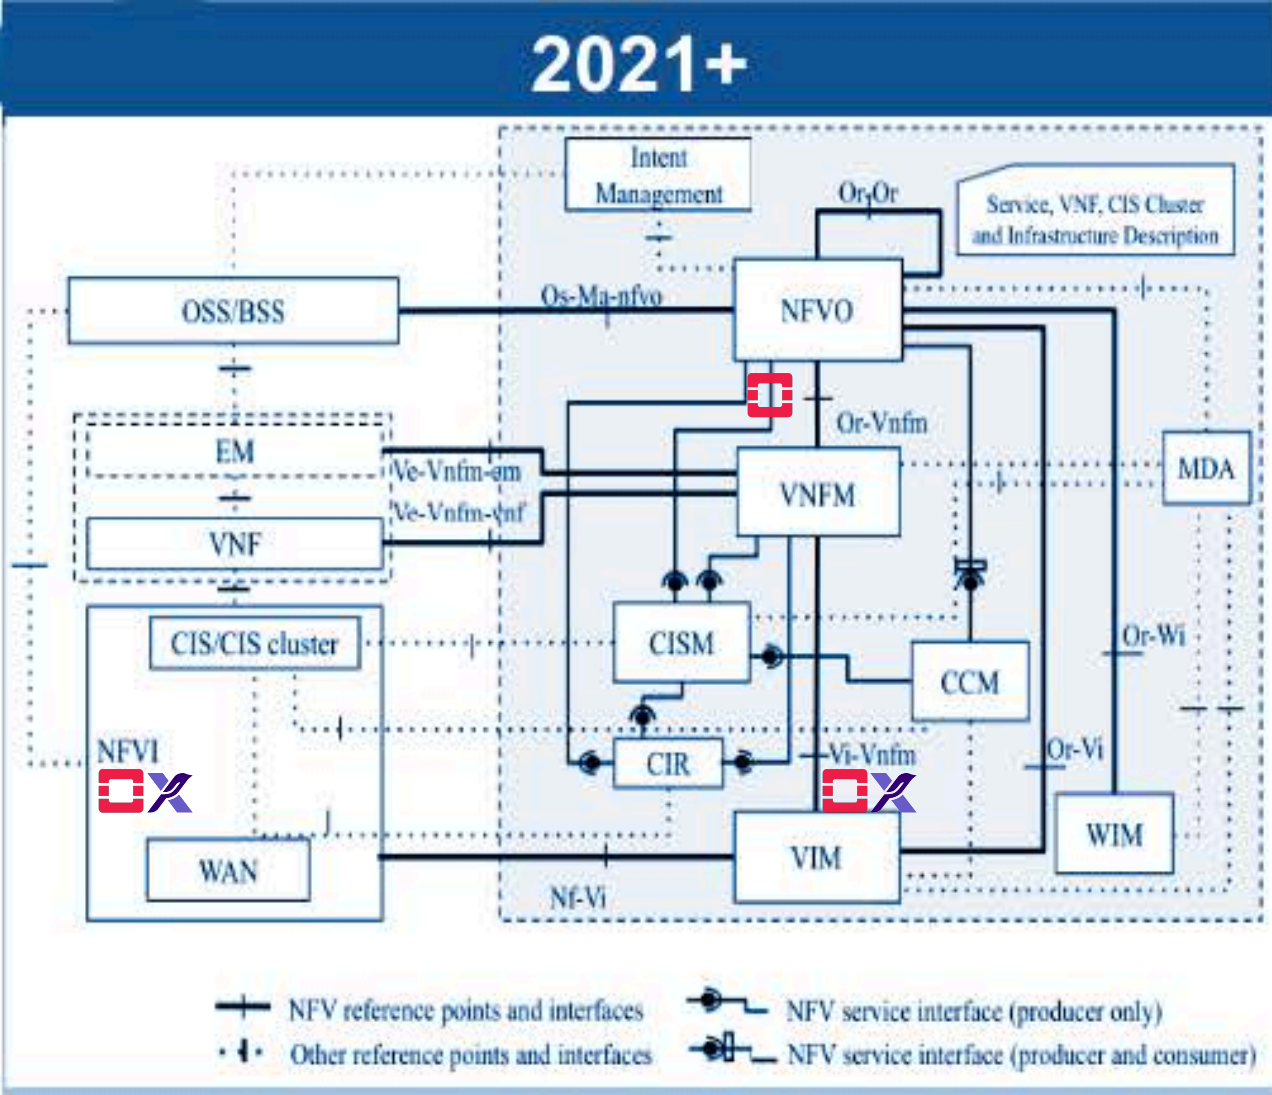 2021+
Intent
Management
Or-Or
Service, VNF, CIS Cluster
and Infrastructure Description
OSS/BSS
Os-Ma-nfvo
NFVO
Or-Vnfm
EM
Ve-Vnfm-em
MDA
VNFM
Ve-Vnfm-vnf
VNF
CIS/CIS cluster
CISM
Or-Wi
CCM
NFVI
CIR
Vi-Vnfm
Or-Vi
WIM
VIM
WAN
Nf-Vi
NFV reference points and interfaces
NFV service interface (producer only)
Other reference points and interfaces
NFV service interface (producer and consumer)